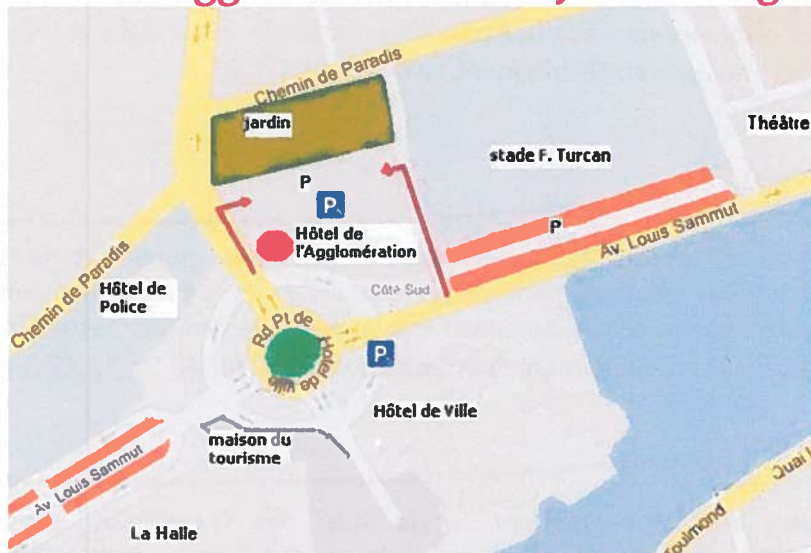 Chemin de Paradis
jardin
Théâtre
stade F. Turcan
P
P
Hôtel de
l'Agglomération
P
Av. Louis Sammut
Chemin de Paradis
Hôtel de
Police
Côté Sud
Rd Pt de
Hotel de ville
P
Hôtel de Ville
maison du
tourisme
Av. Louis Sammut
La Halle
Quai